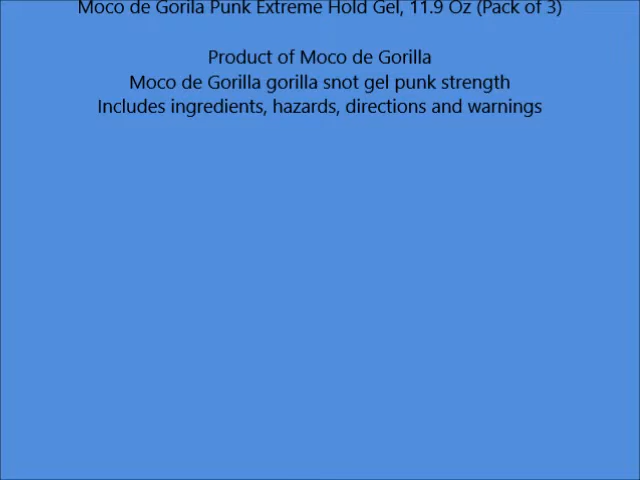 Moco de Gorila Punk Extreme Hold Gel, 11.9 Oz (Pack of 3)
Product of Moco de Gorilla
Moco de Gorilla gorilla snot gel punk strength
Includes ingredients, hazards, directions and warnings